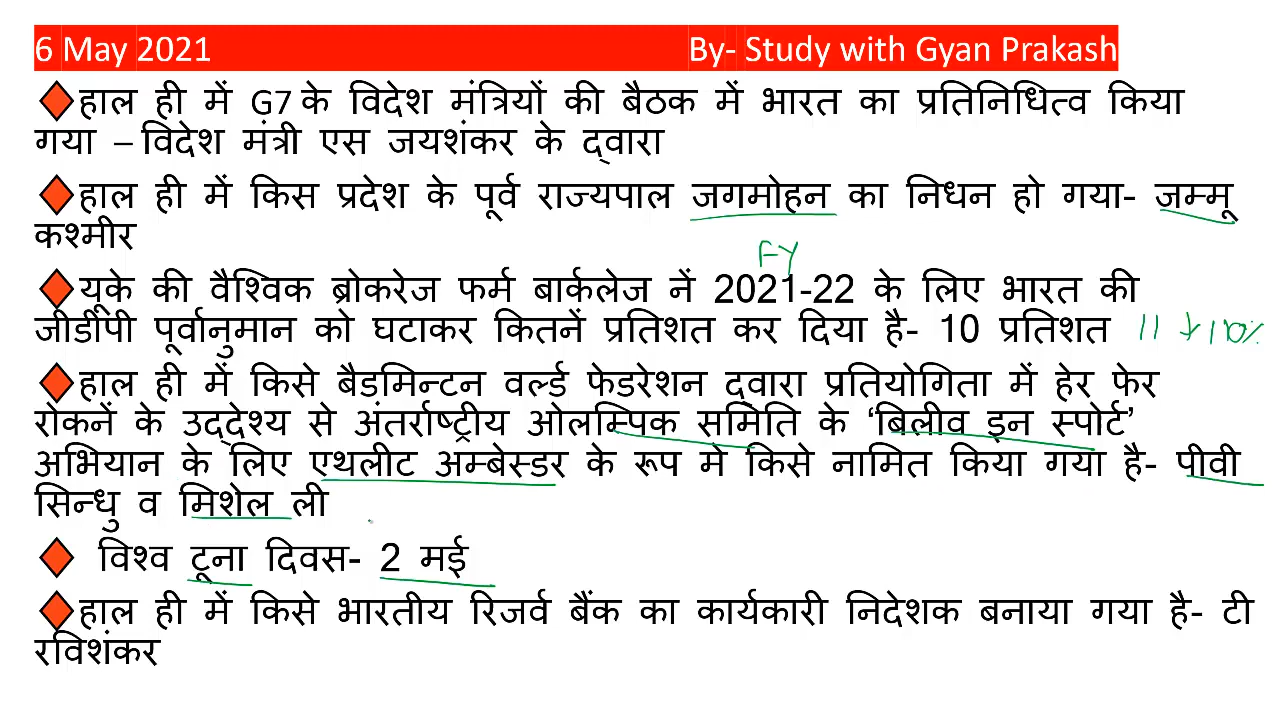 6 May 2021 By- Study with Gyan Prakash
हाल ही में G7 के विदेश मंत्रियों की बैठक में भारत का प्रतिनिधित्व किया
गया – विदेश मंत्री एस जयशंकर के द्वारा
हाल ही में किस प्रदेश के पूर्व राज्यपाल जगमोहन का निधन हो गया- जम्मू
कश्मीर
FY
यूके की वैश्विक ब्रोकरेज फर्म बार्कलेज नें 2021-22 के लिए भारत की
जीडीपी पूर्वानुमान को घटाकर कितनें प्रतिशत कर दिया है- 10 प्रतिशत 11 10%
हाल ही में किसे बैडमिन्टन वर्ल्ड फेडरेशन द्वारा प्रतियोगिता में हेर फेर
रोकनें के उद्देश्य से अंतर्राष्ट्रीय ओलम्पिक समिति के ‘बिलीव इन स्पोर्ट’
अभियान के लिए एथलीट अम्बेस्डर के रूप मे किसे नामित किया गया है- पीवी
सिन्धु व मिशेल ली
विश्व टूना दिवस- 2 मई
हाल ही में किसे भारतीय रिजर्व बैंक का कार्यकारी निदेशक बनाया गया है- टी
रविशंकर